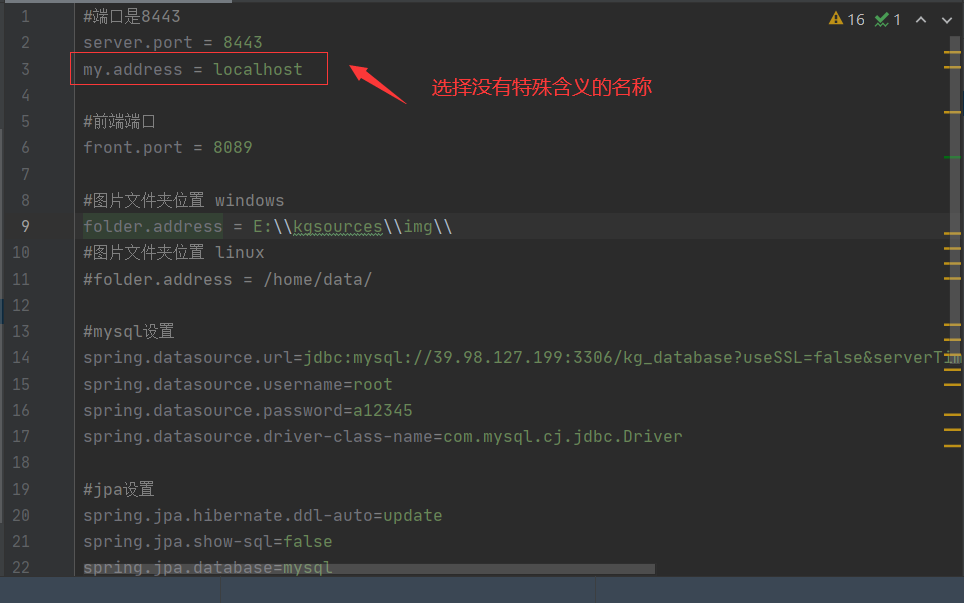 1 #端口是8443
2 server.port = 8443
3 my.address = localhost
选择没有特殊含义的名称
4
5 #前端端口
6 front.port = 8089
7
8 #图片文件夹位置 windows
9 folder.address = E:\\kgsources\\img\\
10 #图片文件夹位置 linux
11 #folder.address = /home/data/
12
13 #mysql设置
14 spring.datasource.url=jdbc:mysql://39.98.127.199:3306/kg_database?useSSL=false&serverTim
15 spring.datasource.username=root
16 spring.datasource.password=a12345
17 spring.datasource.driver-class-name=com.mysql.cj.jdbc.Driver
18
19 #jpa设置
20 spring.jpa.hibernate.ddl-auto=update
21 spring.jpa.show-sql=false
22 spring.jpa.database=mysql
16 1